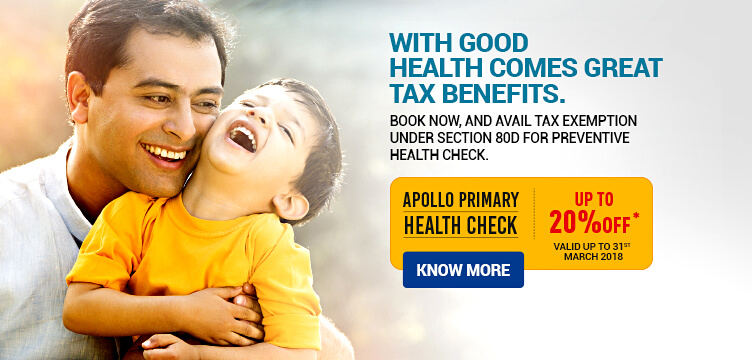 WITH GOOD
HEALTH COMES GREAT
TAX BENEFITS.
BOOK NOW, AND AVAIL TAX EXEMPTION
UNDER SECTION 80D FOR PREVENTIVE
HEALTH CHECK.
APOLLO PRIMARY
HEALTH CHECK
UP TO
20%OFF*
VALID UP TO 31ST
MARCH 2018
KNOW MORE